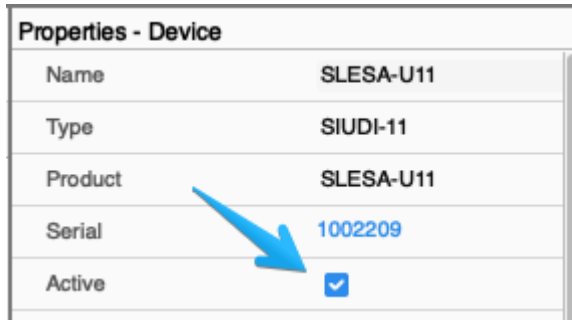 Properties - Device
Name SLESA-U11
Type SIUDI-11
Product SLESA-U11
Serial 1002209
Active